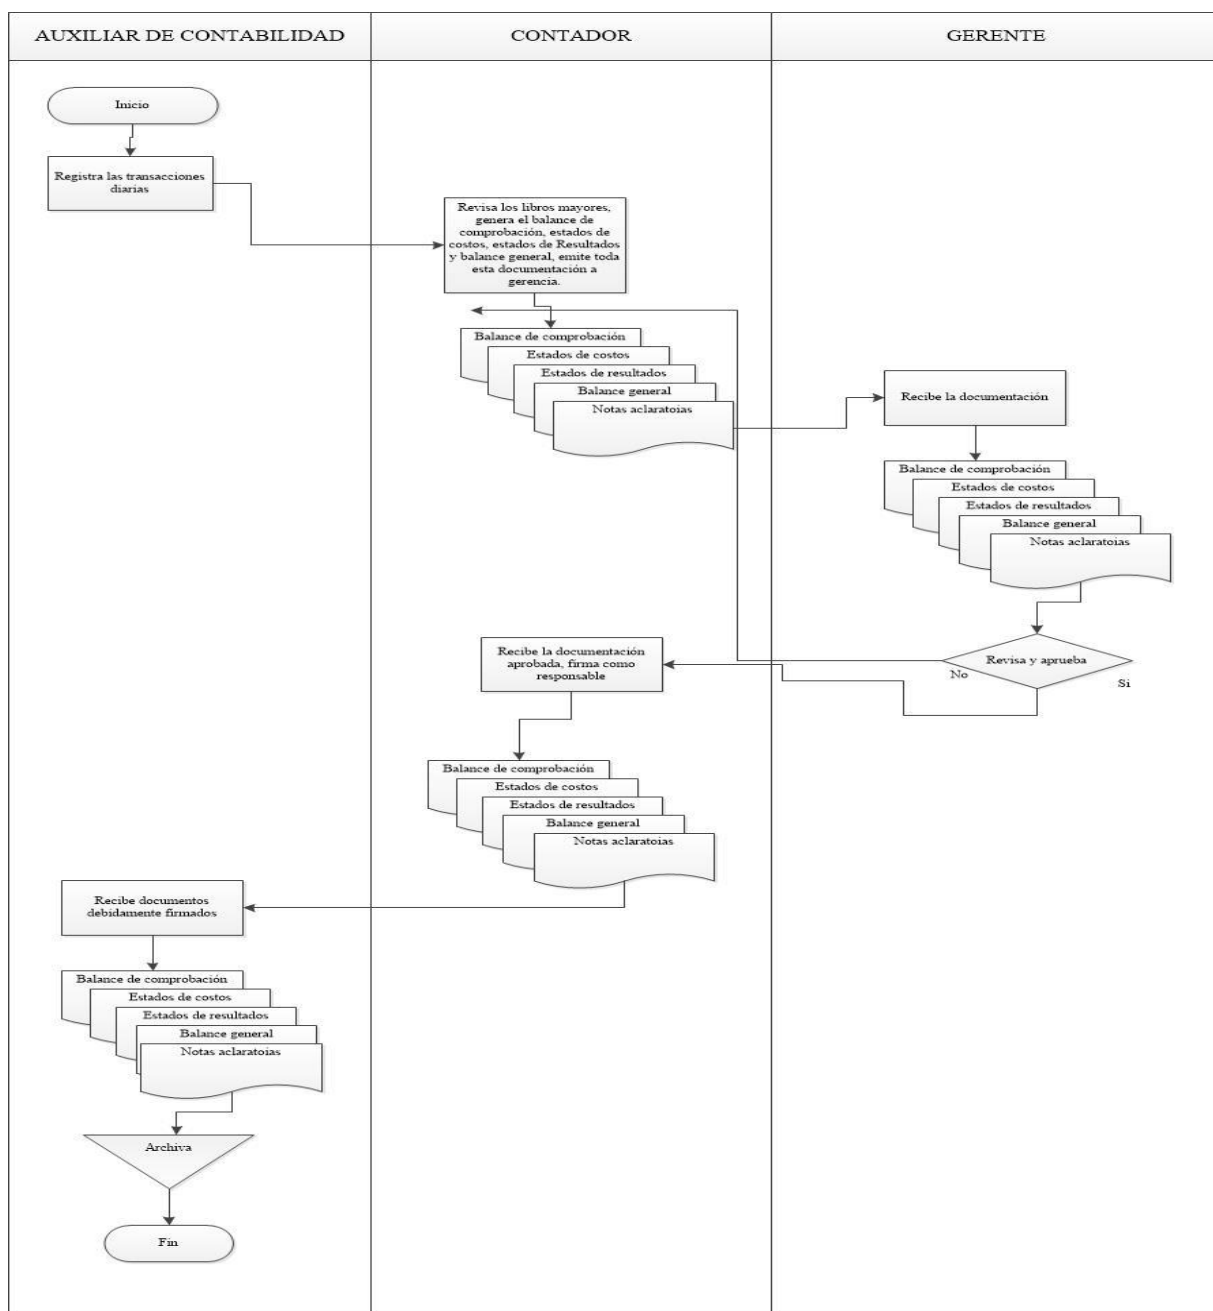 AUXILIAR DE CONTABILIDAD
CONTADOR
GERENTE
Inicio
Registra las transacciones
diarias
Revisa los libros mayores,
genera el balance de
comprobación, estados de
costos, estados de Resultados
y balance general, emite toda
esta documentación a
gerencia.
Balance de comprobación
Estados de costos
Estados de resultados
Balance general
Notas aclaratoias
Recibe la documentación
Balance de comprobación
Estados de costos
Estados de resultados
Balance general
Notas aclaratoias
Revisa y aprueba
No
Si
Recibe la documentación
aprobada, firma como
responsable
Balance de comprobación
Estados de costos
Estados de resultados
Balance general
Notas aclaratoias
Recibe documentos
debidamente firmados
Balance de comprobación
Estados de costos
Estados de resultados
Balance general
Notas aclaratoias
Archiva
Fin